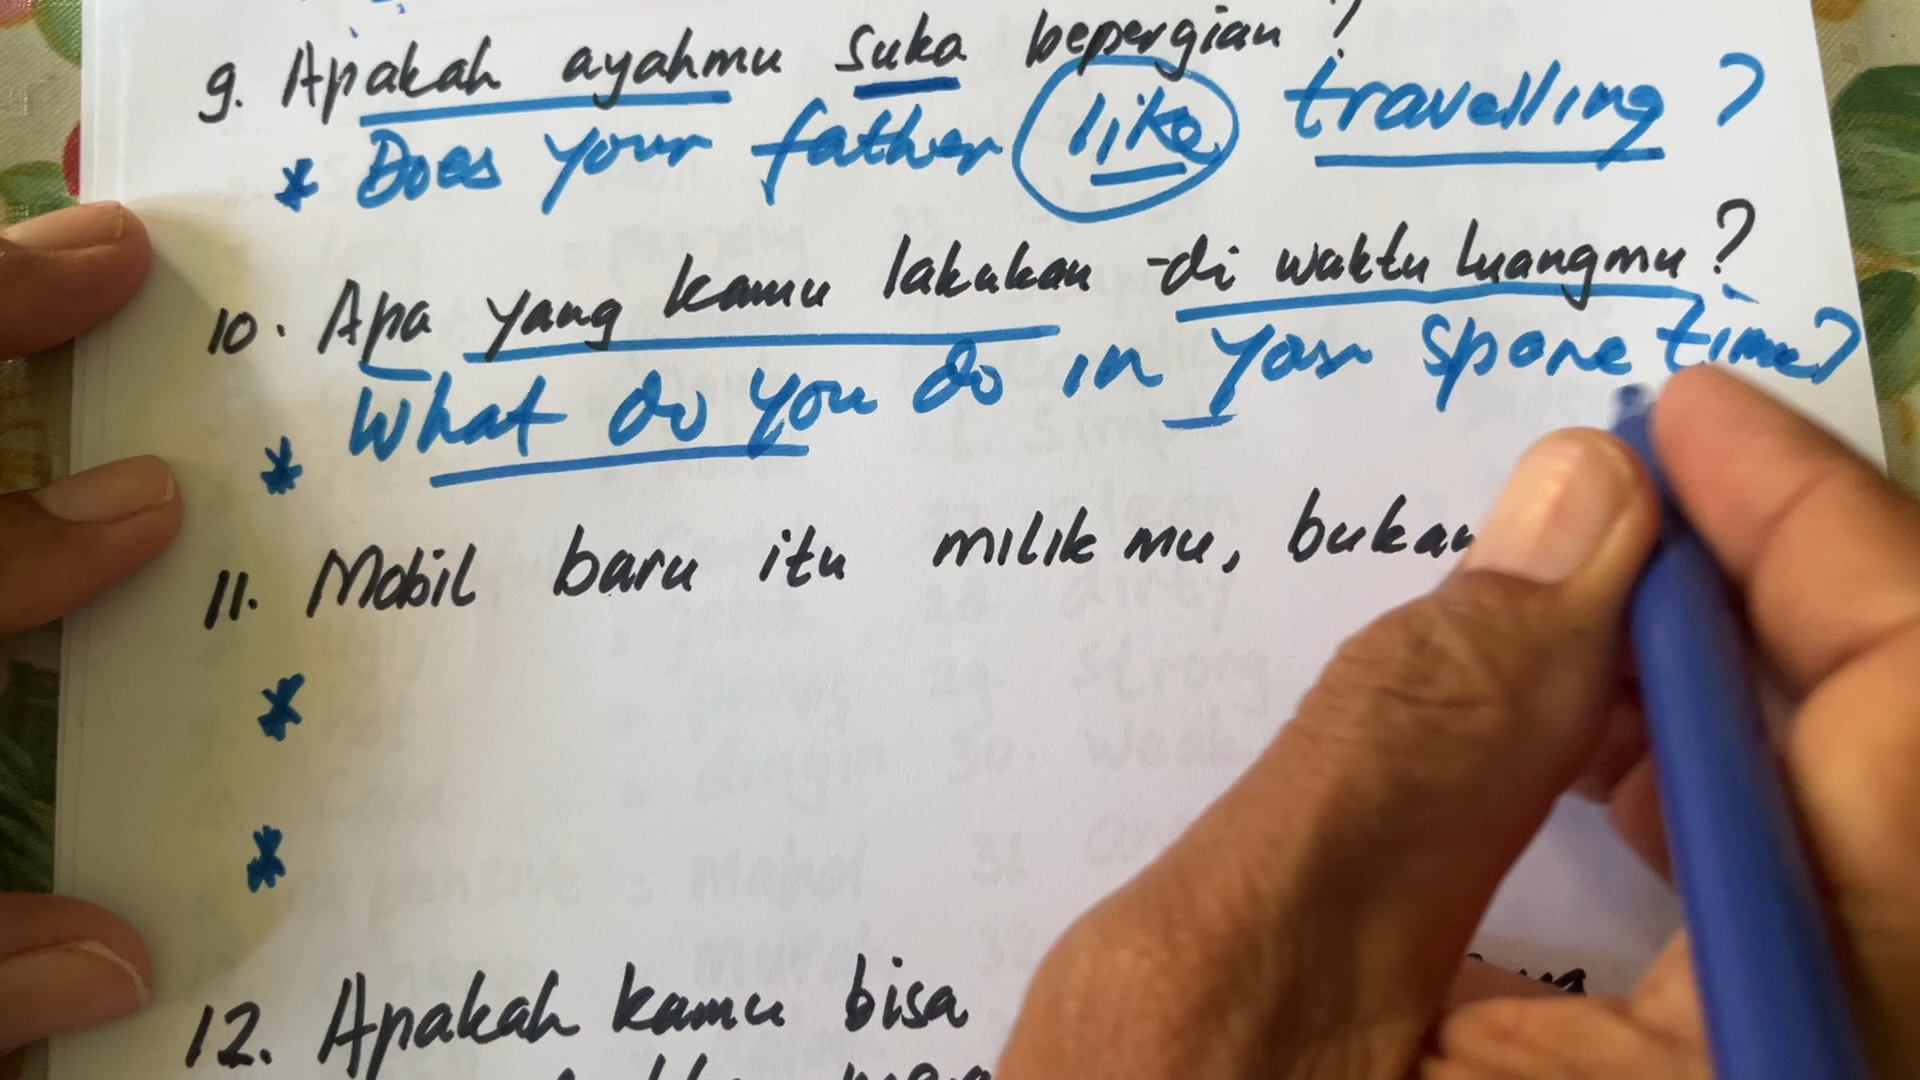 9. Apakah ayahmu suka bepergian ?
* Does your father like travelling ?
10. Apa yang kamu lakukan di waktu luangmu ?
* What do you do in your spare time ?
11. Mobil baru itu milik mu, bukan
*
*
12. Apakah kamu bisa